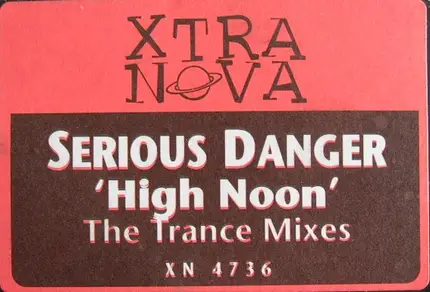 XTRA
NOVA
SERIOUS DANGER
'High Noon'
The Trance Mixes
XN 4736